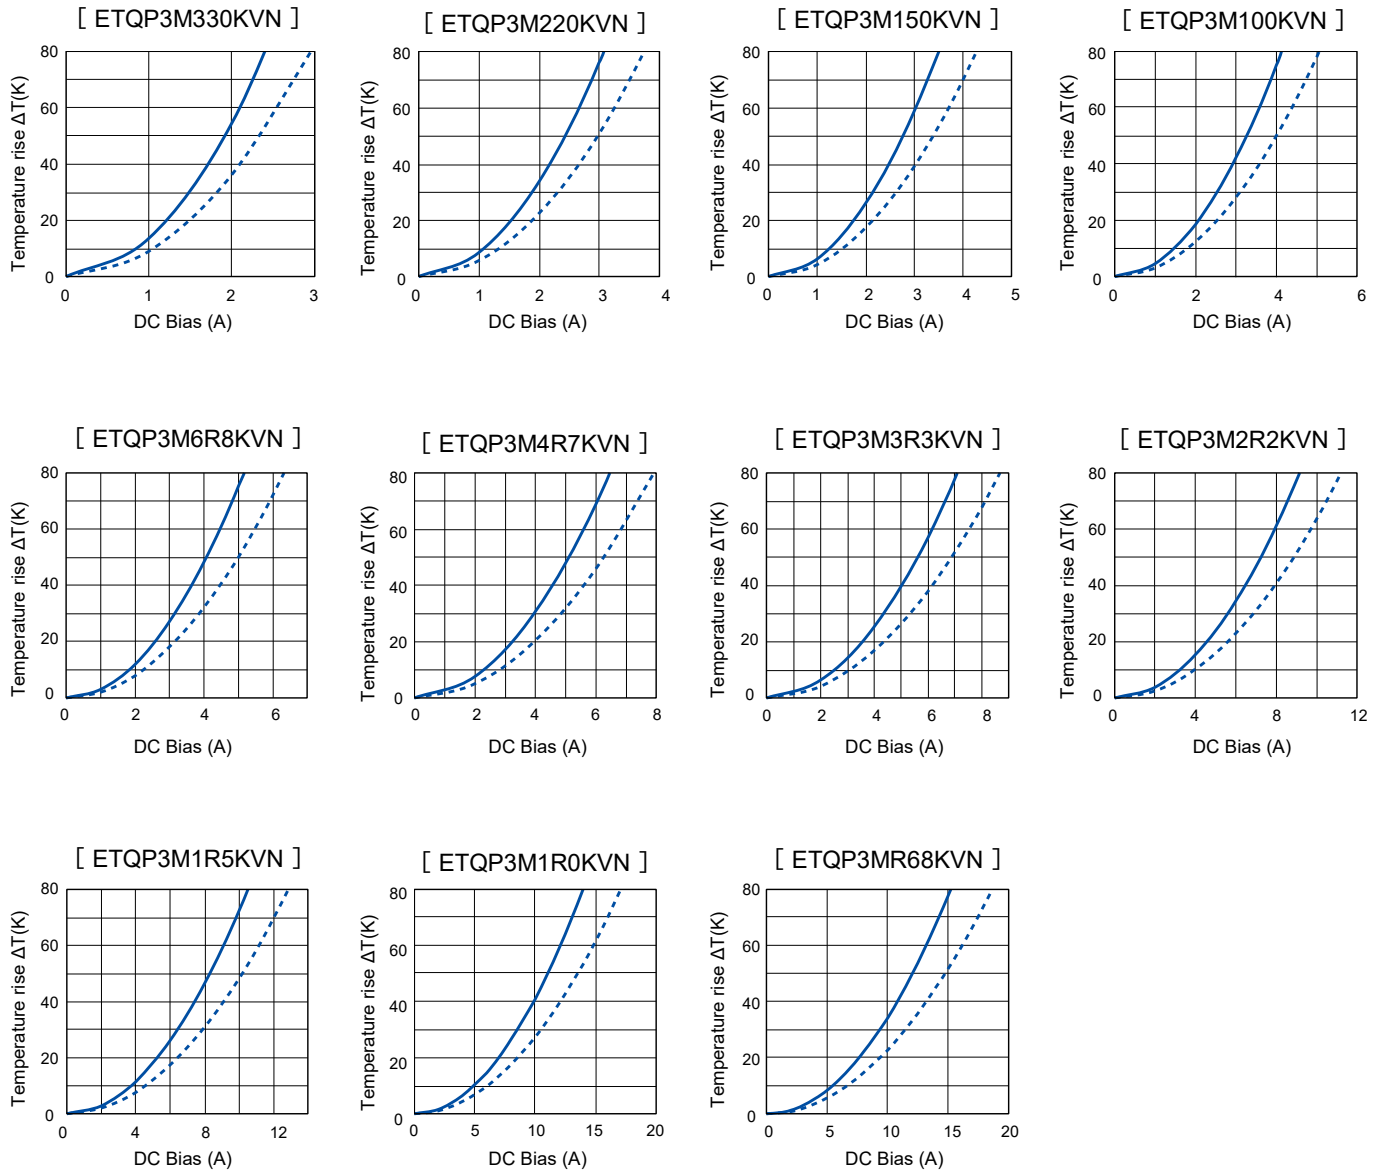 [ ETQP3M330KVN ]
Temperature rise ΔT(K)
80
60
40
20
0
0 1 2 3
DC Bias (A)
[ ETQP3M220KVN ]
Temperature rise ΔT(K)
80
60
40
20
0
0 1 2 3 4
DC Bias (A)
[ ETQP3M150KVN ]
Temperature rise ΔT(K)
80
60
40
20
0
0 1 2 3 4 5
DC Bias (A)
[ ETQP3M100KVN ]
Temperature rise ΔT(K)
80
60
40
20
0
0 2 4 6
DC Bias (A)
[ ETQP3M6R8KVN ]
Temperature rise ΔT(K)
80
60
40
20
0
0 2 4 6
DC Bias (A)
[ ETQP3M4R7KVN ]
Temperature rise ΔT(K)
80
60
40
20
0
0 2 4 6 8
DC Bias (A)
[ ETQP3M3R3KVN ]
Temperature rise ΔT(K)
80
60
40
20
0
0 2 4 6 8
DC Bias (A)
[ ETQP3M2R2KVN ]
Temperature rise ΔT(K)
80
60
40
20
0
0 4 8 12
DC Bias (A)
[ ETQP3M1R5KVN ]
Temperature rise ΔT(K)
80
60
40
20
0
0 4 8 12
DC Bias (A)
[ ETQP3M1R0KVN ]
Temperature rise ΔT(K)
80
60
40
20
0
0 5 10 15 20
DC Bias (A)
[ ETQP3MR68KVN ]
Temperature rise ΔT(K)
80
60
40
20
0
0 5 10 15 20
DC Bias (A)